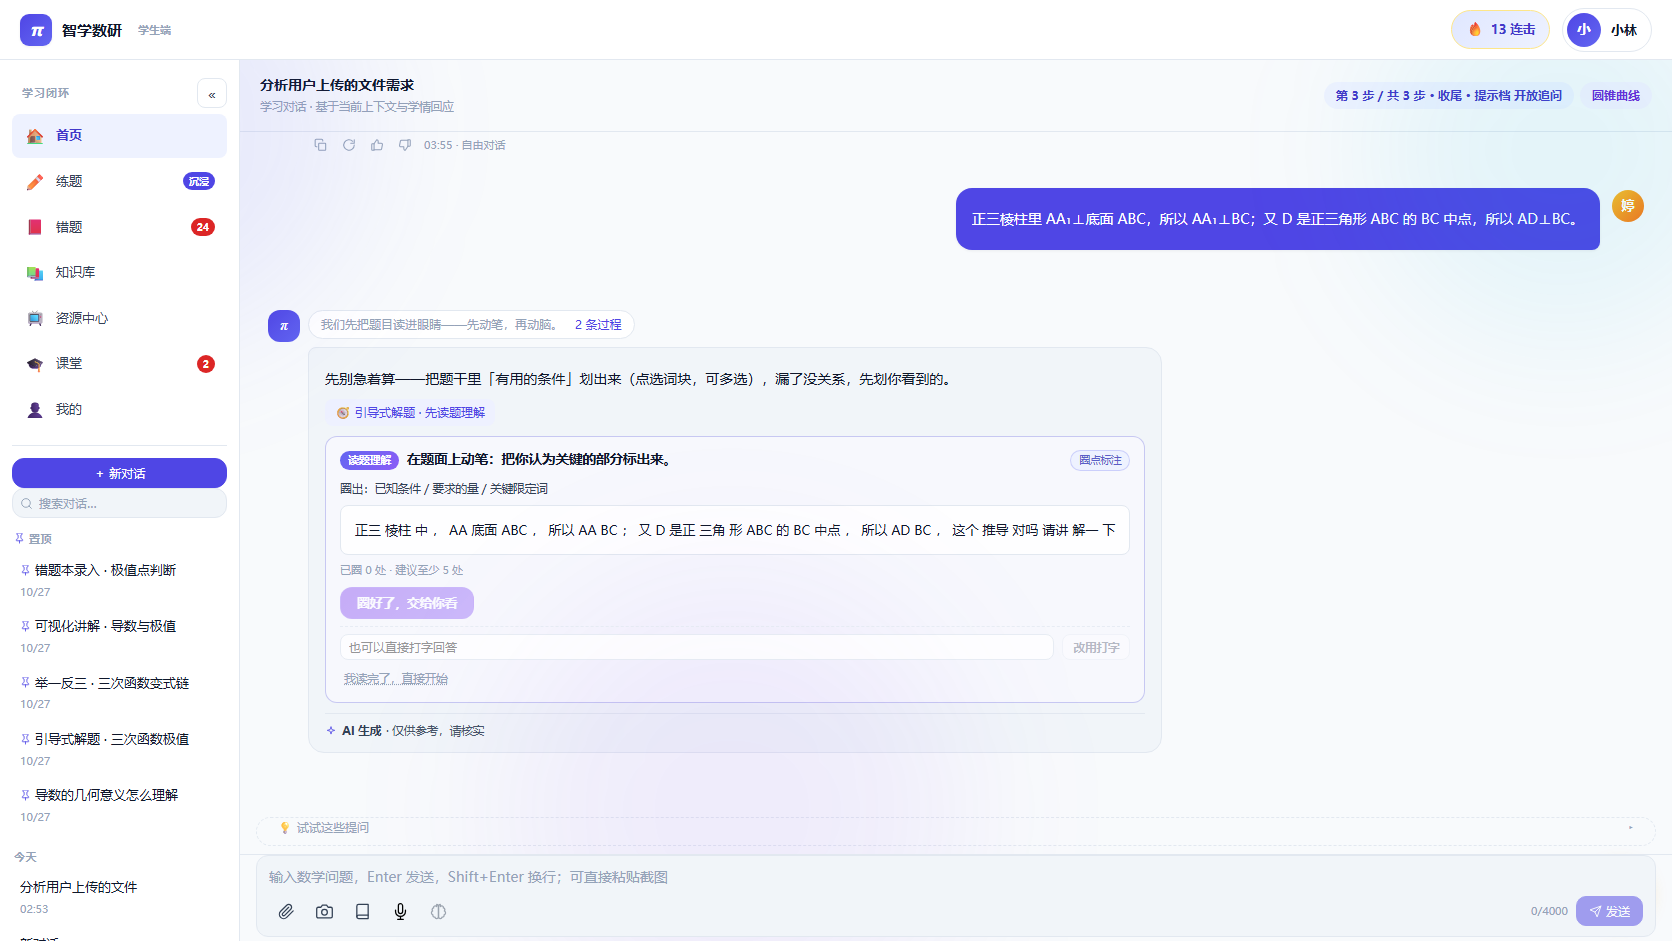 π 智学数研 学生端
🔥 13 连击
小 小林
学习闭环 «
首页
练题 沉浸
错题 24
知识库
资源中心
课堂 2
我的
+ 新对话
搜索对话...
置顶
错题本录入 · 极值点判断
10/27
可视化讲解 · 导数与极值
10/27
举一反三 · 三次函数变式链
10/27
引导式解题 · 三次函数极值
10/27
导数的几何意义怎么理解
10/27
今天
分析用户上传的文件
02:53
分析用户上传的文件需求
学习对话 · 基于当前上下文与学情回应
第 3 步 / 共 3 步 • 收尾 • 提示档 开放追问 圆锥曲线
03:55 · 自由对话
正三棱柱里 AA₁⊥底面 ABC，所以 AA₁⊥BC；又 D 是正三角形 ABC 的 BC 中点，所以 AD⊥BC。
婷
π
我们先把题目读进眼睛——先动笔，再动脑。 2 条过程
先别急着算——把题干里「有用的条件」划出来（点选词块，可多选），漏了没关系，先划你看到的。
引导式解题 · 先读题理解
读题理解 在题面上动笔：把你认为关键的部分标出来。 圈点标注
圈出：已知条件 / 要求的量 / 关键限定词
正三 棱柱 中 ， AA 底面 ABC ， 所以 AA BC ； 又 D 是正 三角 形 ABC 的 BC 中点 ， 所以 AD BC ， 这个 推导 对吗 请讲 解一 下
已圈 0 处 · 建议至少 5 处
圈好了，交给你看
也可以直接打字回答 改用打字
我读完了，直接开始
AI 生成 · 仅供参考，请核实
试试这些提问
输入数学问题，Enter 发送，Shift+Enter 换行；可直接粘贴截图
0/4000 发送